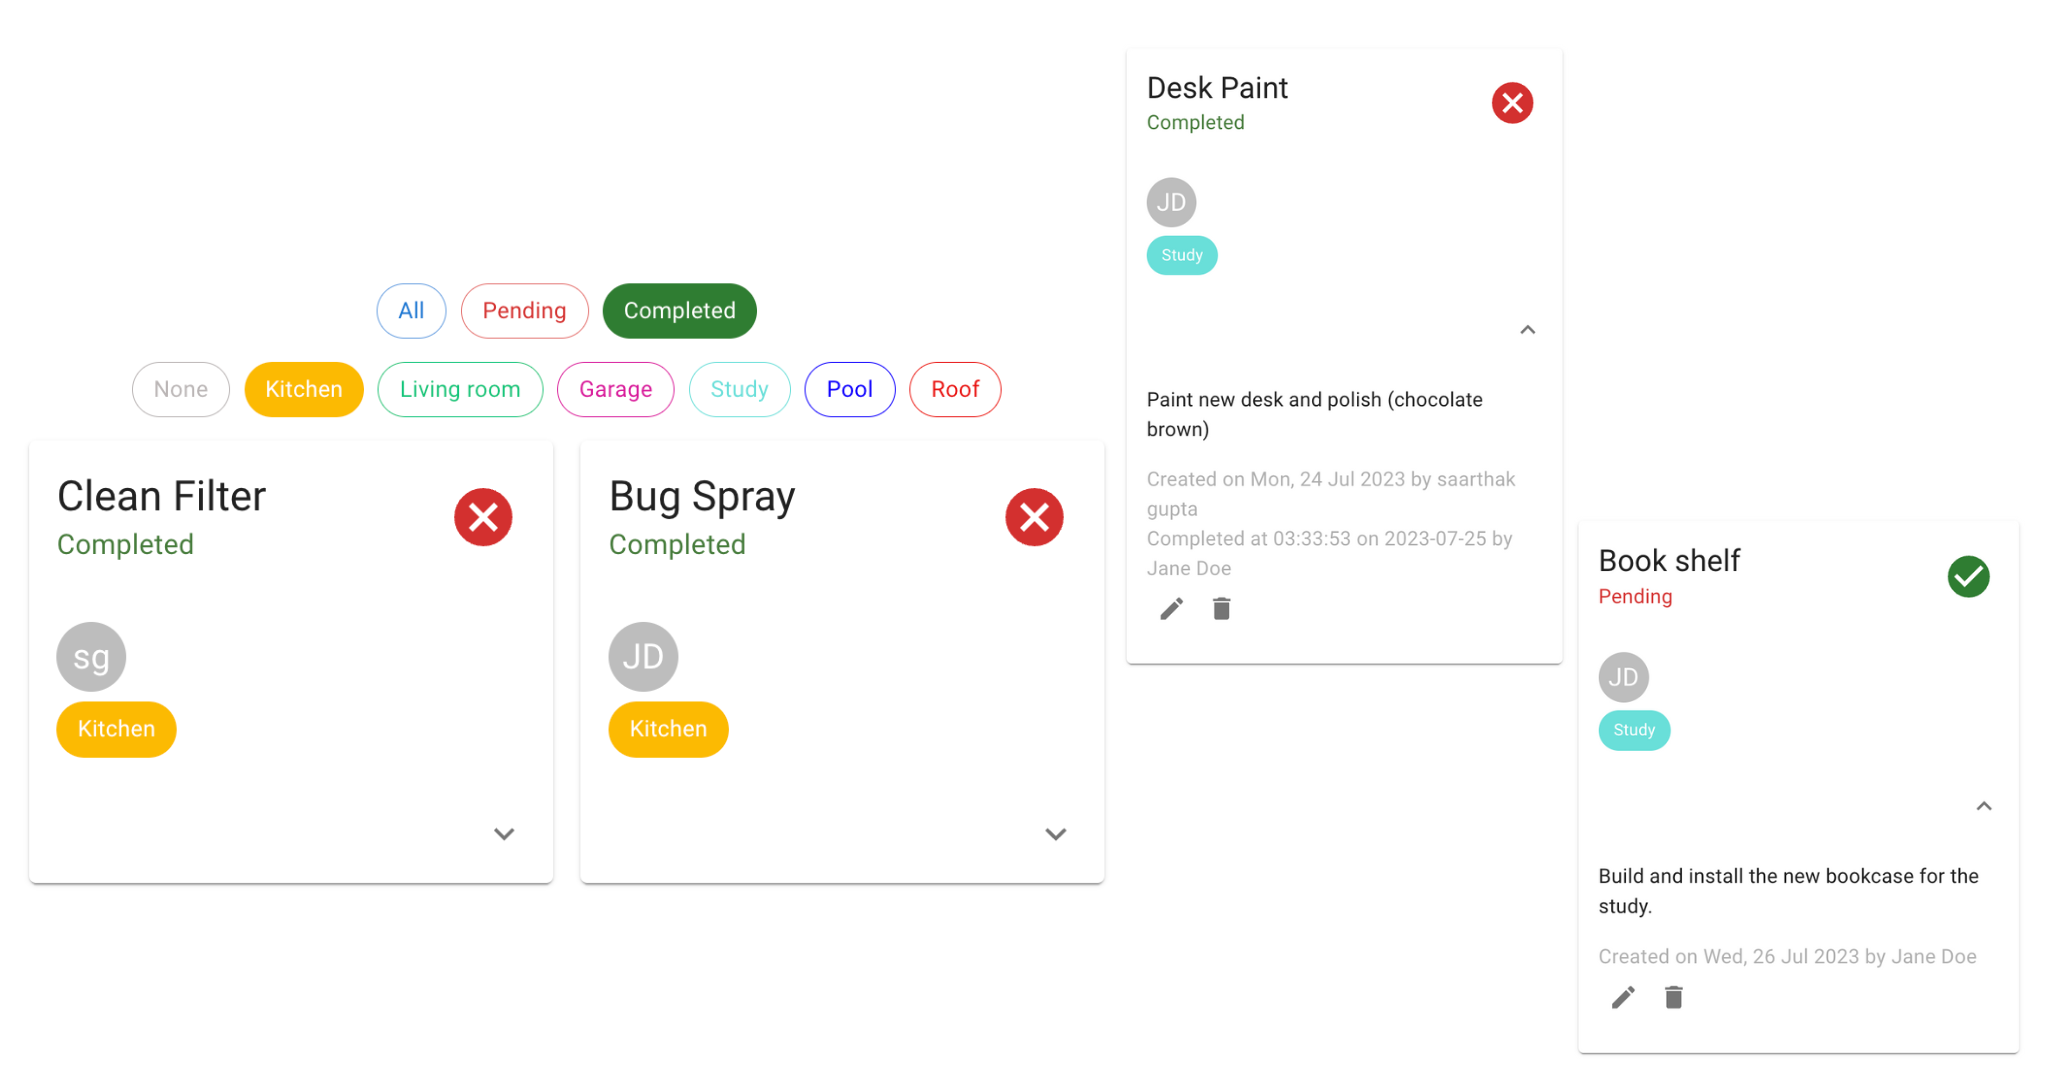 All Pending Completed
None Kitchen Living room Garage Study Pool Roof
Clean Filter
Completed
sg
Kitchen
Bug Spray
Completed
JD
Kitchen
Desk Paint
Completed
JD
Study
Paint new desk and polish (chocolate
brown)
Created on Mon, 24 Jul 2023 by saarthak
gupta
Completed at 03:33:53 on 2023-07-25 by
Jane Doe
Book shelf
Pending
JD
Study
Build and install the new bookcase for the
study.
Created on Wed, 26 Jul 2023 by Jane Doe